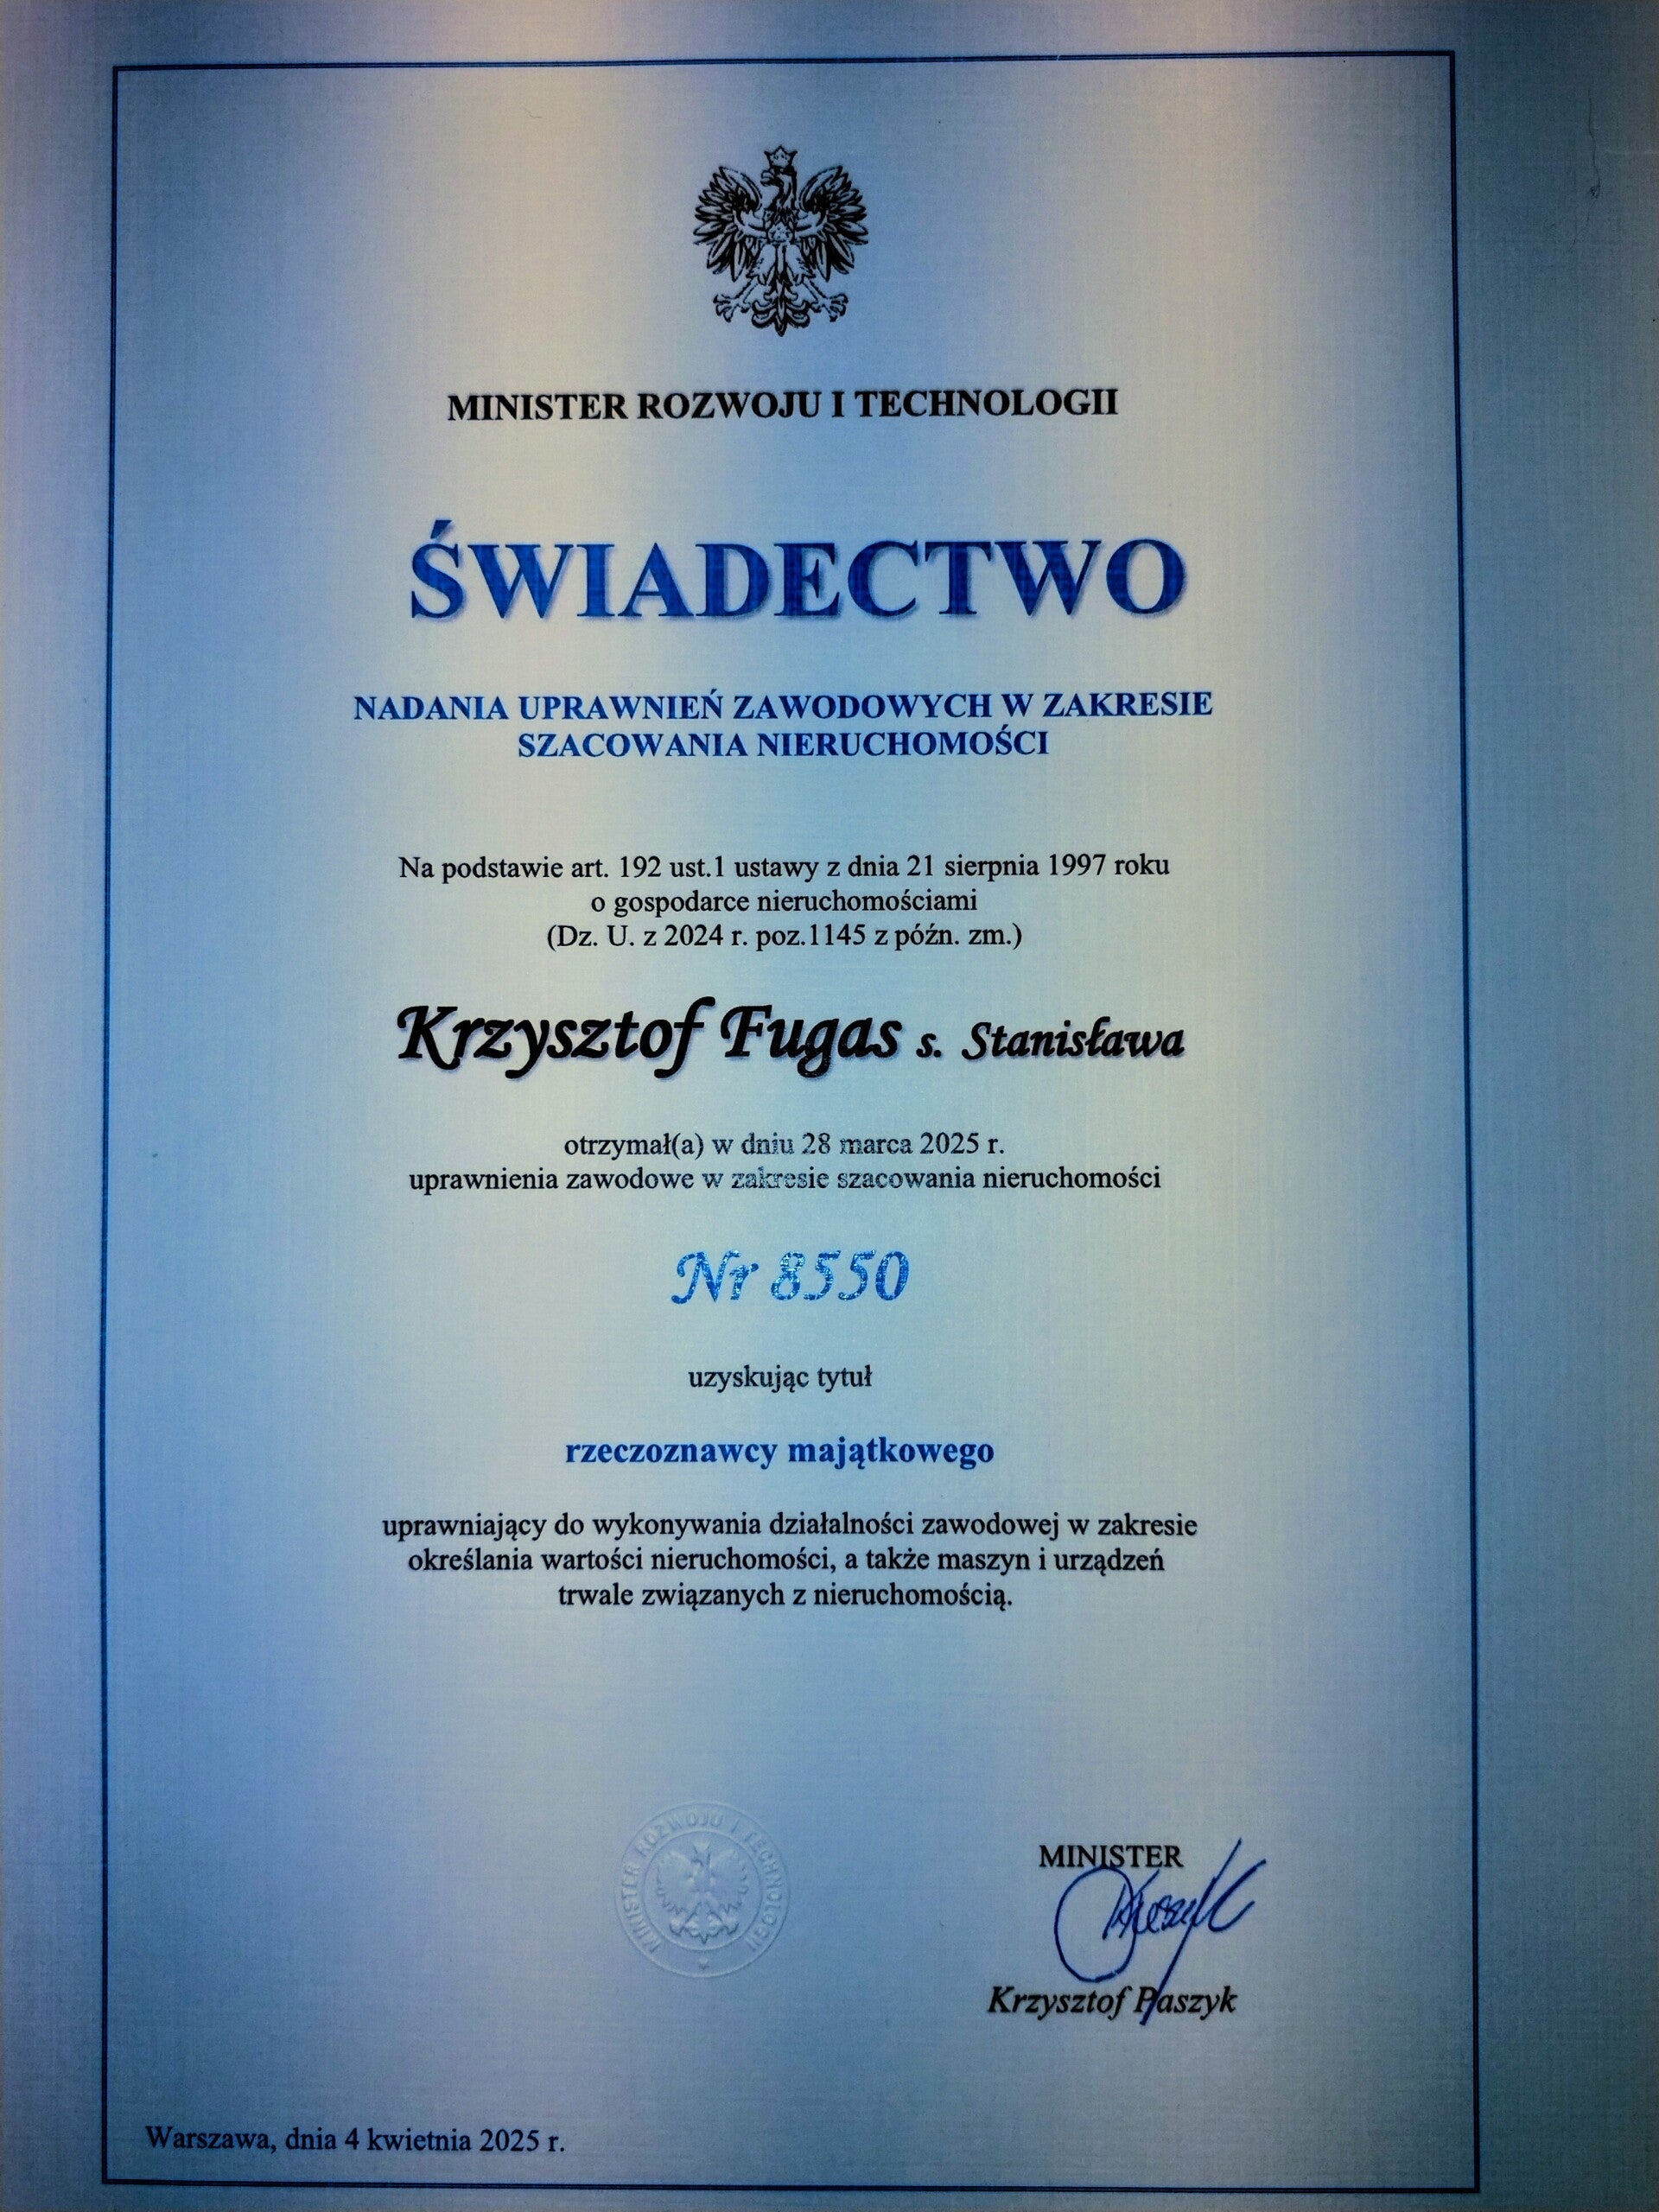 MINISTER ROZWOJU I TECHNOLOGII
ŚWIADECTWO
NADANIA UPRAWNIEŃ ZAWODOWYCH W ZAKRESIE
SZACOWANIA NIERUCHOMOŚCI
Na podstawie art. 192 ust.1 ustawy z dnia 21 sierpnia 1997 roku
o gospodarce nieruchomościami
(Dz. U. z 2024 r. poz.1145 z późn. zm.)
Krzysztof Fugas s. Stanisława
otrzymał(a) w dniu 28 marca 2025 r.
uprawnienia zawodowe w zakresie szacowania nieruchomości
Nr 8550
uzyskując tytuł
rzeczoznawcy majątkowego
uprawniający do wykonywania działalności zawodowej w zakresie
określania wartości nieruchomości, a także maszyn i urządzeń
trwale związanych z nieruchomością.
MINISTER ROZWOJU I TECHNOLOGII
MINISTER
Krzysztof Paszyk
Warszawa, dnia 4 kwietnia 2025 r.